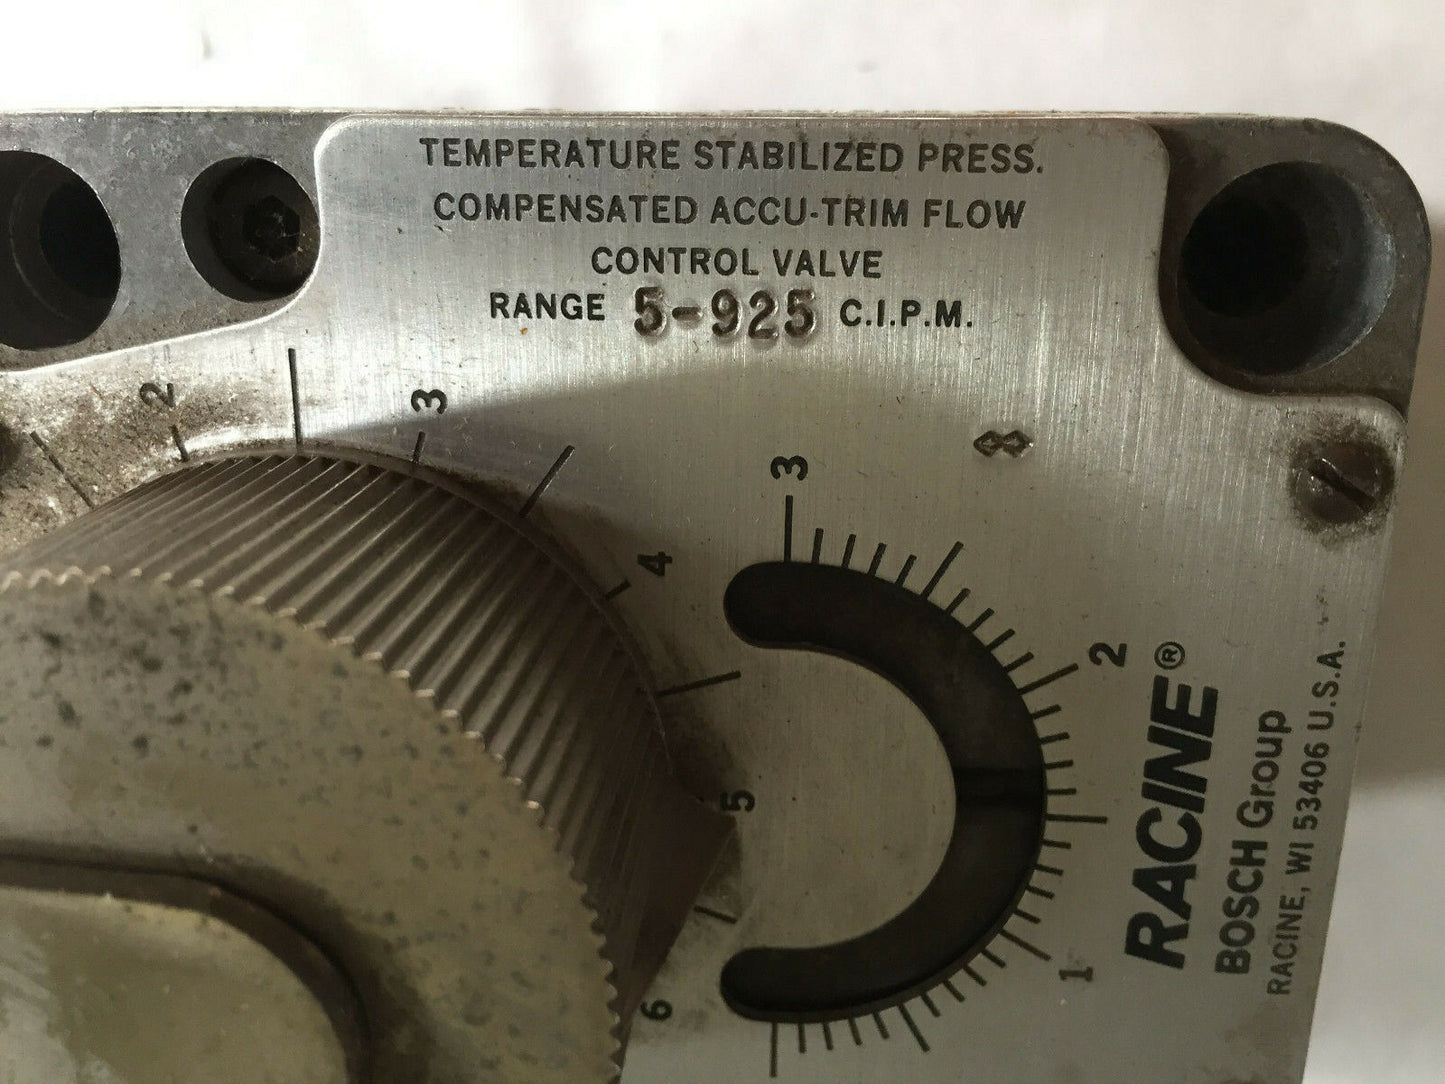 TEMPERATURE STABILIZED PRESS.
COMPENSATED ACCU-TRIM FLOW
CONTROL VALVE
RANGE 5-925 C.I.P.M.
2
3
4
5
6
3
2
1
RACINE®
BOSCH Group
RACINE, WI 53406 U.S.A.